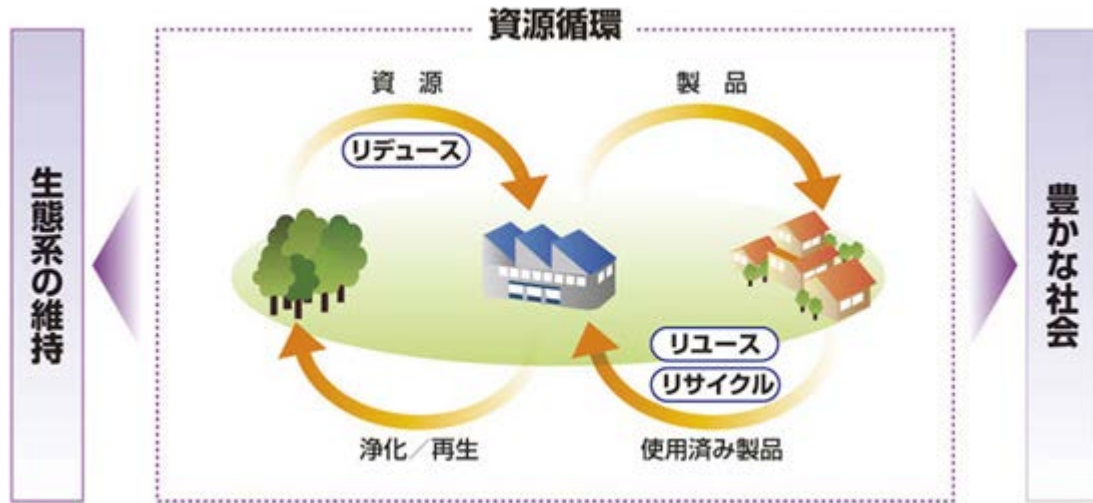 資源循環
資 源
製 品
リデュース
生態系の維持
豊かな社会
リユース
リサイクル
浄化／再生
使用済み製品